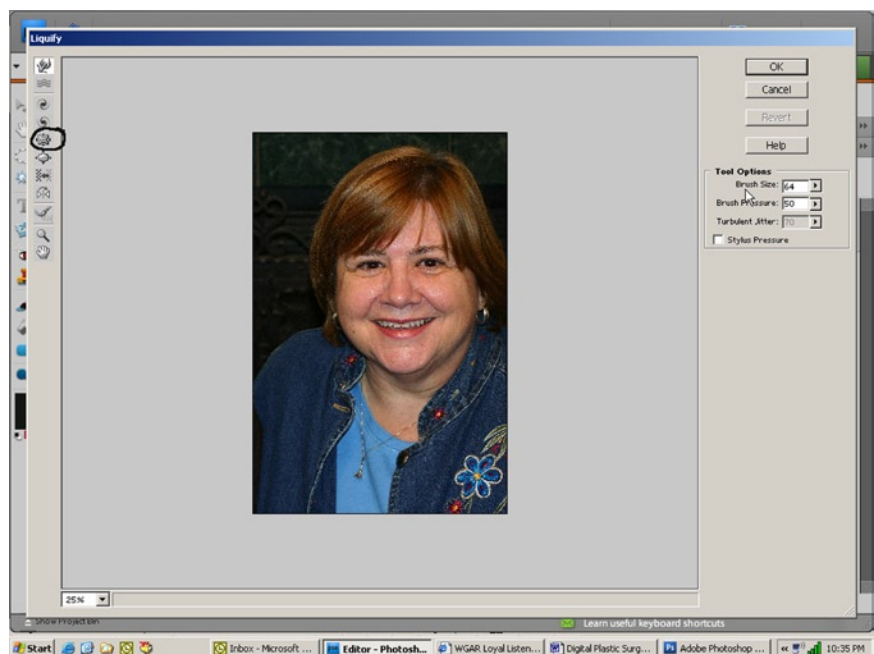 Liquify
OK
Cancel
Revert
Help
Tool Options
Brush Size: 64
Brush Pressure: 50
Turbulent Jitter: 70
Stylus Pressure
25%
Show Project Bin
Learn useful keyboard shortcuts
Start
Inbox - Microsoft ...
Editor - Photosh...
WGAR Loyal Listen...
Digital Plastic Surg...
Adobe Photoshop ...
10:35 PM